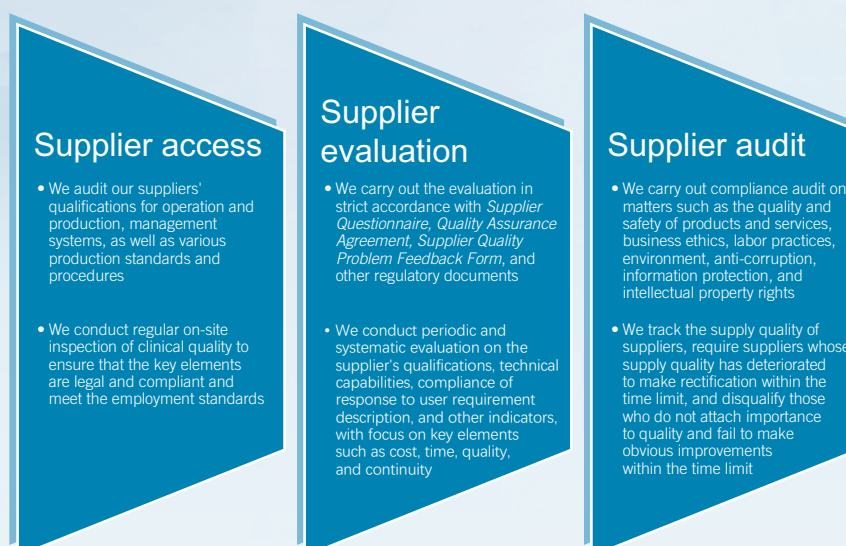 Supplier access
• We audit our suppliers'
qualifications for operation and
production, management
systems, as well as various
production standards and
procedures
• We conduct regular on-site
inspection of clinical quality to
ensure that the key elements
are legal and compliant and
meet the employment standards
Supplier
evaluation
• We carry out the evaluation in
strict accordance with Supplier
Questionnaire, Quality Assurance
Agreement, Supplier Quality
Problem Feedback Form, and
other regulatory documents
• We conduct periodic and
systematic evaluation on the
supplier's qualifications, technical
capabilities, compliance of
response to user requirement
description, and other indicators,
with focus on key elements
such as cost, time, quality,
and continuity
Supplier audit
• We carry out compliance audit on
matters such as the quality and
safety of products and services,
business ethics, labor practices,
environment, anti-corruption,
information protection, and
intellectual property rights
• We track the supply quality of
suppliers, require suppliers whose
supply quality has deteriorated
to make rectification within the
time limit, and disqualify those
who do not attach importance
to quality and fail to make
obvious improvements
within the time limit